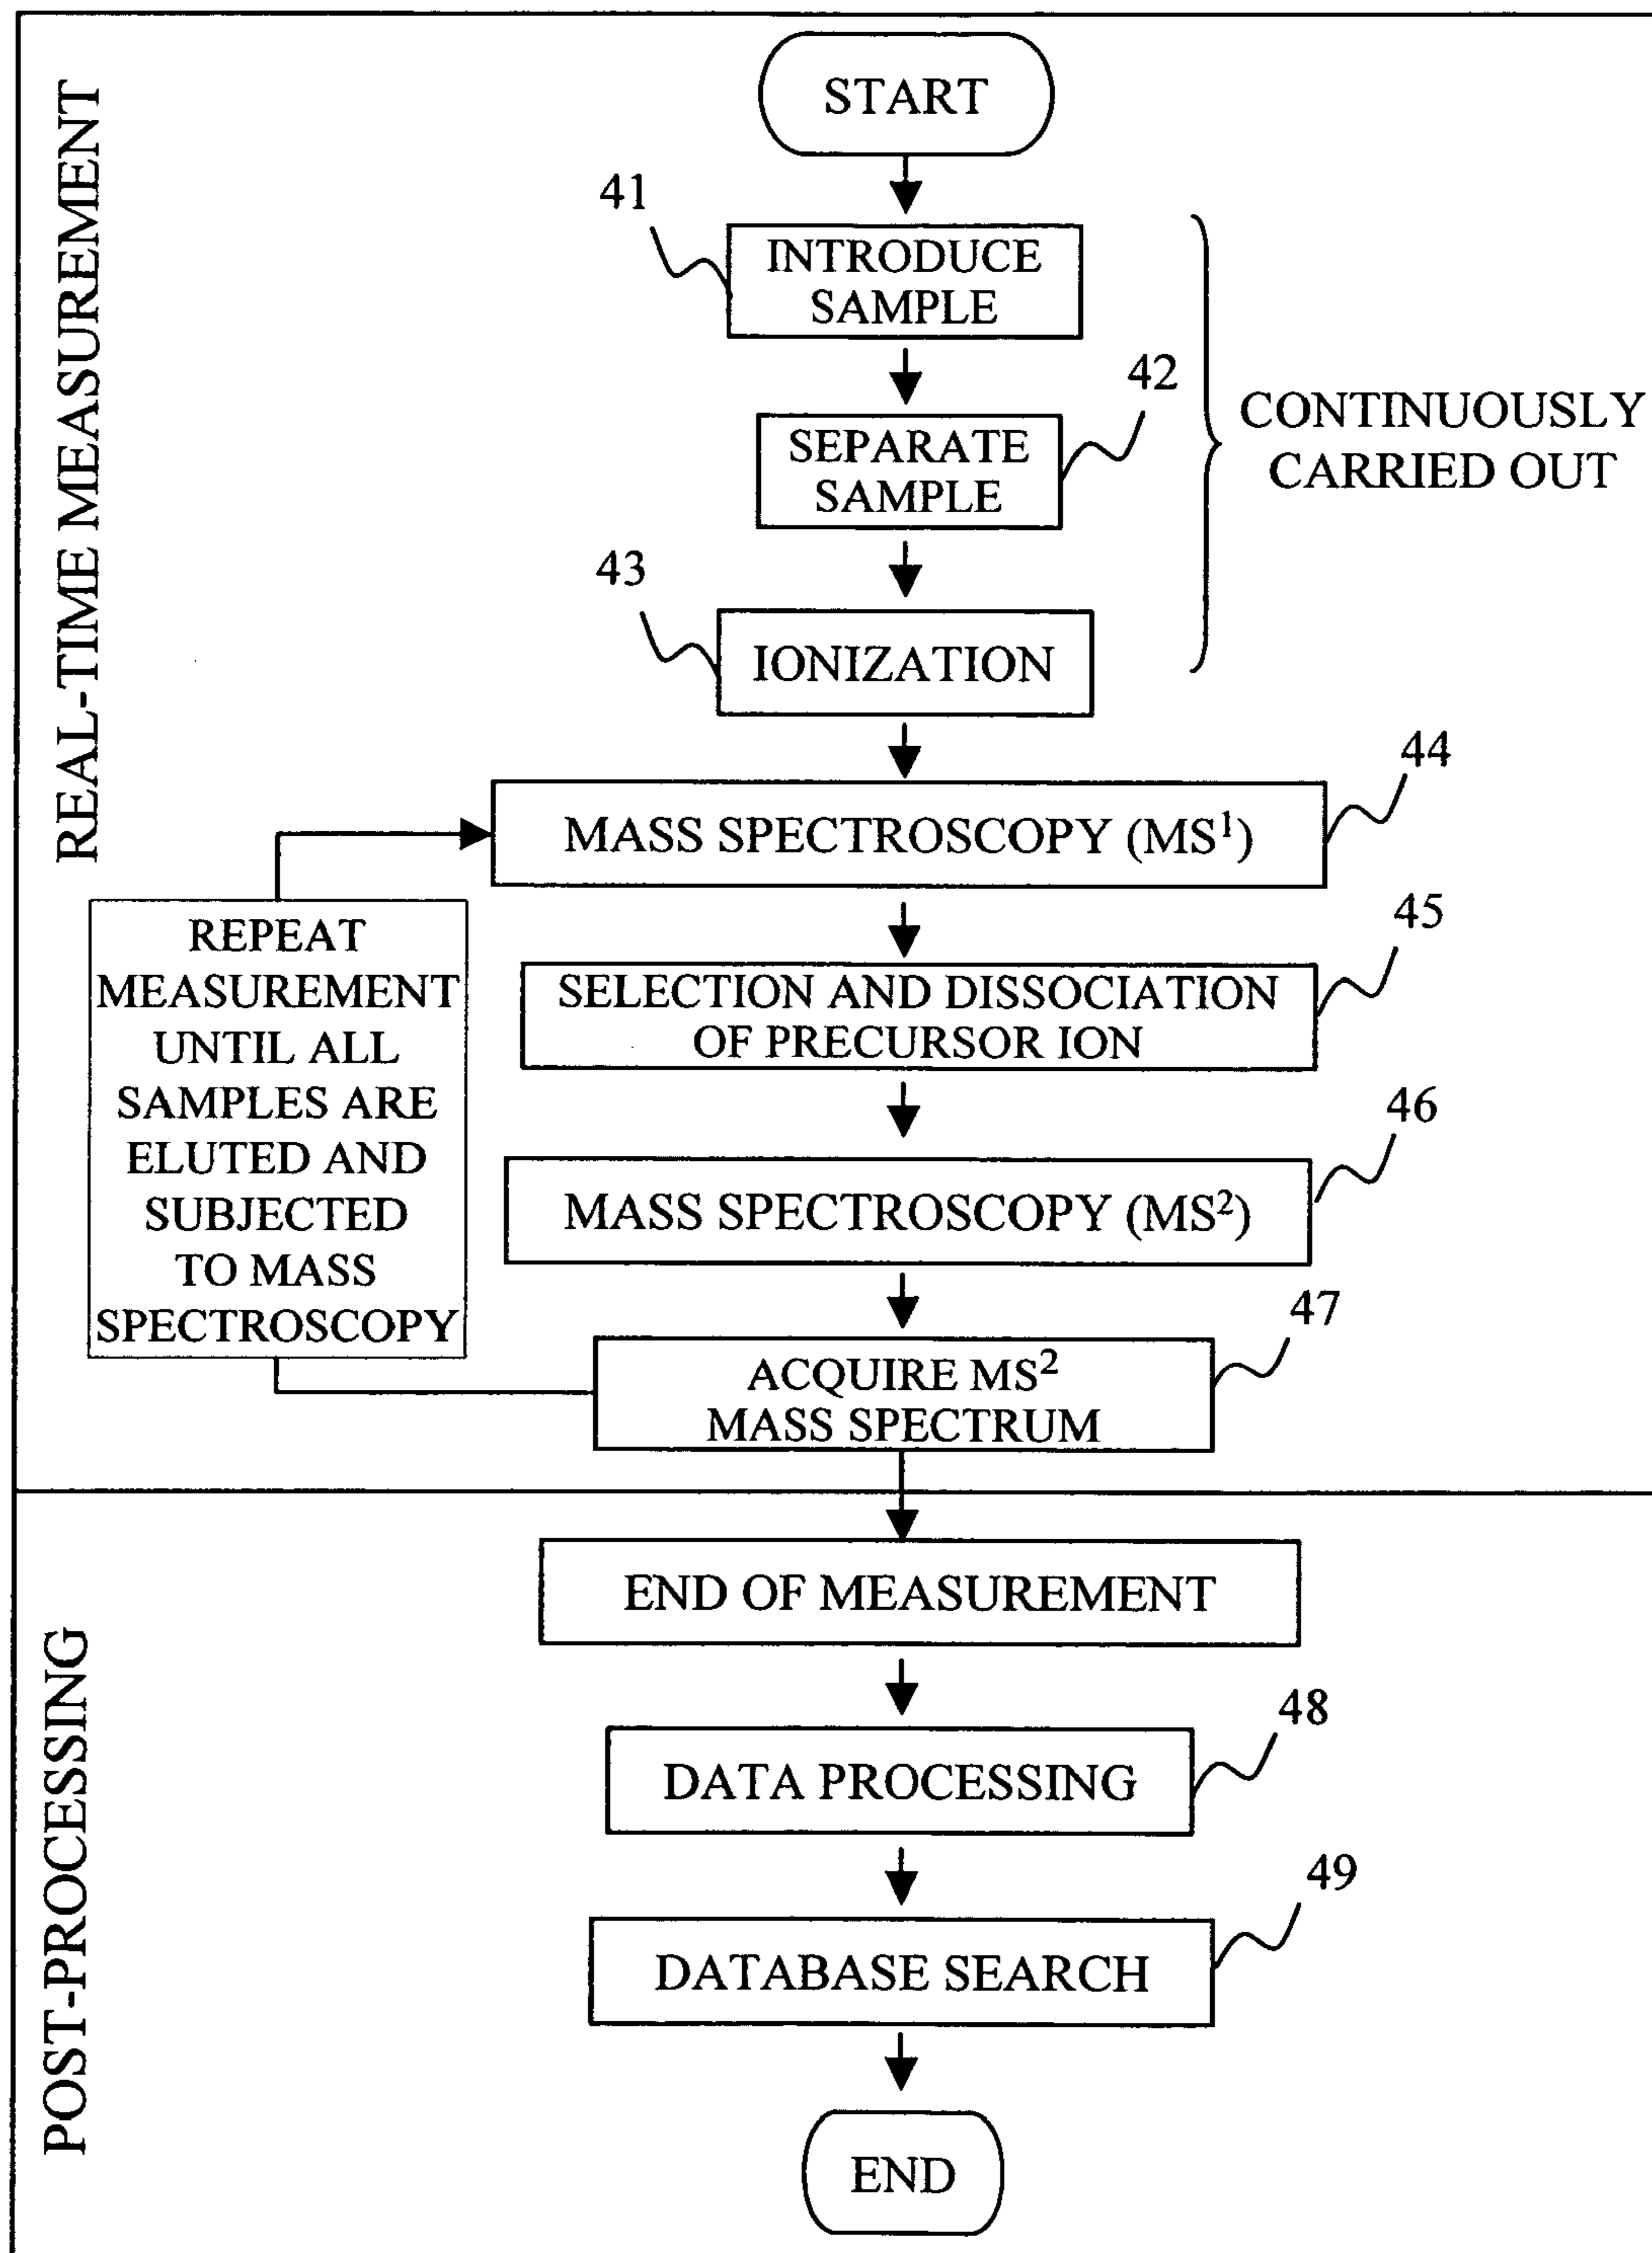 REAL-TIME MEASUREMENT
START
41
INTRODUCE
SAMPLE
42
SEPARATE
SAMPLE
CONTINUOUSLY
CARRIED OUT
43
IONIZATION
44
MASS SPECTROSCOPY (MS¹)
45
SELECTION AND DISSOCIATION
OF PRECURSOR ION
REPEAT
MEASUREMENT
UNTIL ALL
SAMPLES ARE
ELUTED AND
SUBJECTED
TO MASS
SPECTROSCOPY
46
MASS SPECTROSCOPY (MS²)
47
ACQUIRE MS²
MASS SPECTRUM
POST-PROCESSING
END OF MEASUREMENT
48
DATA PROCESSING
49
DATABASE SEARCH
END